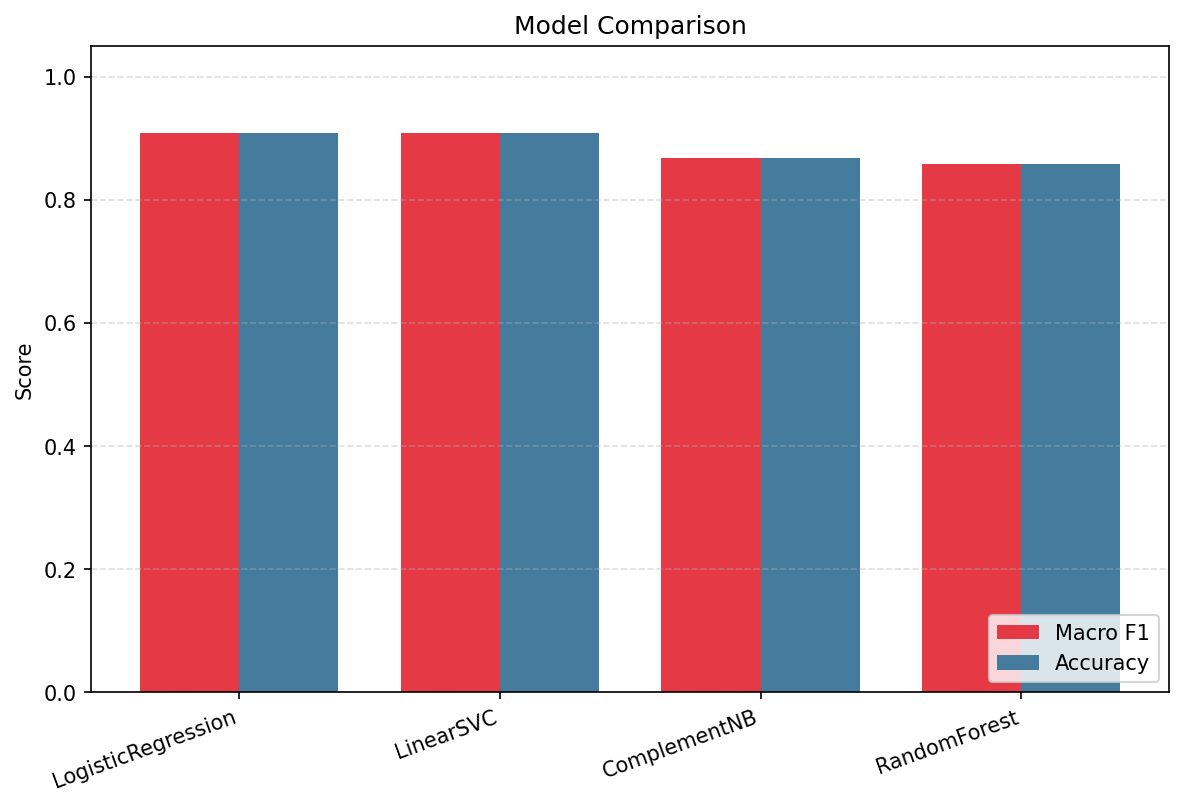 Model Comparison
Score
1.0
0.8
0.6
0.4
0.2
0.0
Macro F1
Accuracy
LogisticRegression
LinearSVC
ComplementNB
RandomForest